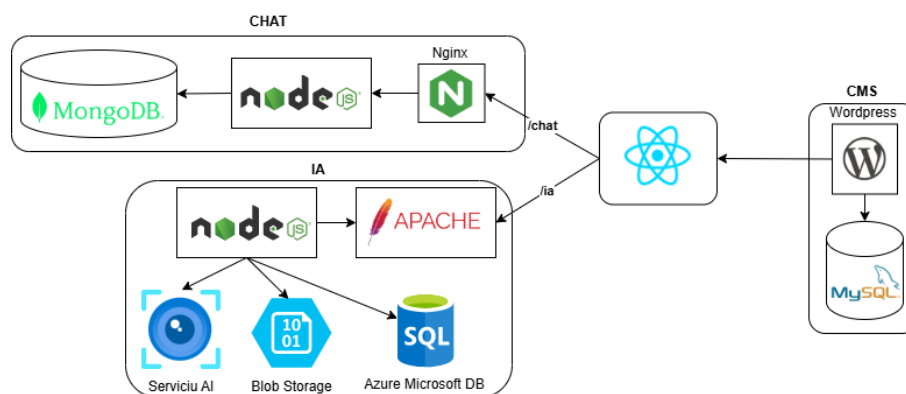 CHAT
Nginx
MongoDB.
node
JS
N
/chat
CMS
Wordpress
W
MySQL
IA
/ia
node
JS
APACHE
10
01
SQL
Serviciu AI
Blob Storage
Azure Microsoft DB